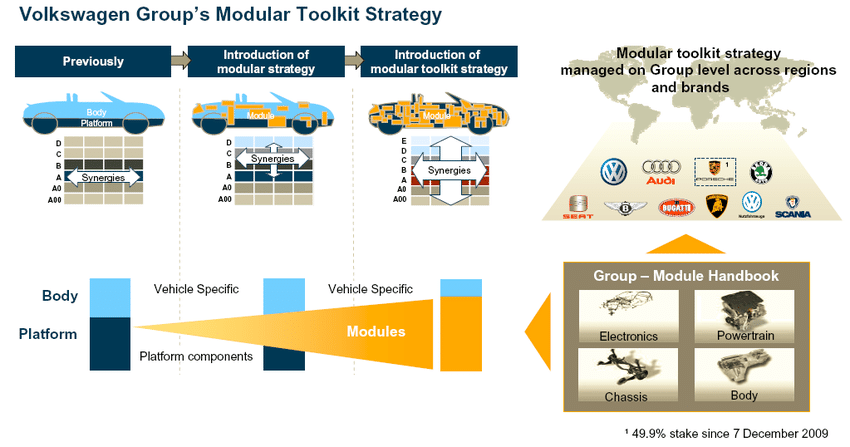 Volkswagen Group's Modular Toolkit Strategy
Previously
Introduction of
modular strategy
Introduction of
modular toolkit strategy
Body
Platform
Module
Module
D
C
B
A
A0
A00
Synergies
D
C
B
A
A0
A00
Synergies
E
D
C
B
A
A0
A00
Synergies
Body
Platform
Vehicle Specific
Vehicle Specific
Modules
Platform components
Modular toolkit strategy
managed on Group level across regions
and brands
Audi
PORSCHE
1
SEAT
B
BUGATTI
Nutzfahrzeuge
SCANIA
Group – Module Handbook
Electronics
Powertrain
Chassis
Body
¹ 49.9% stake since 7 December 2009